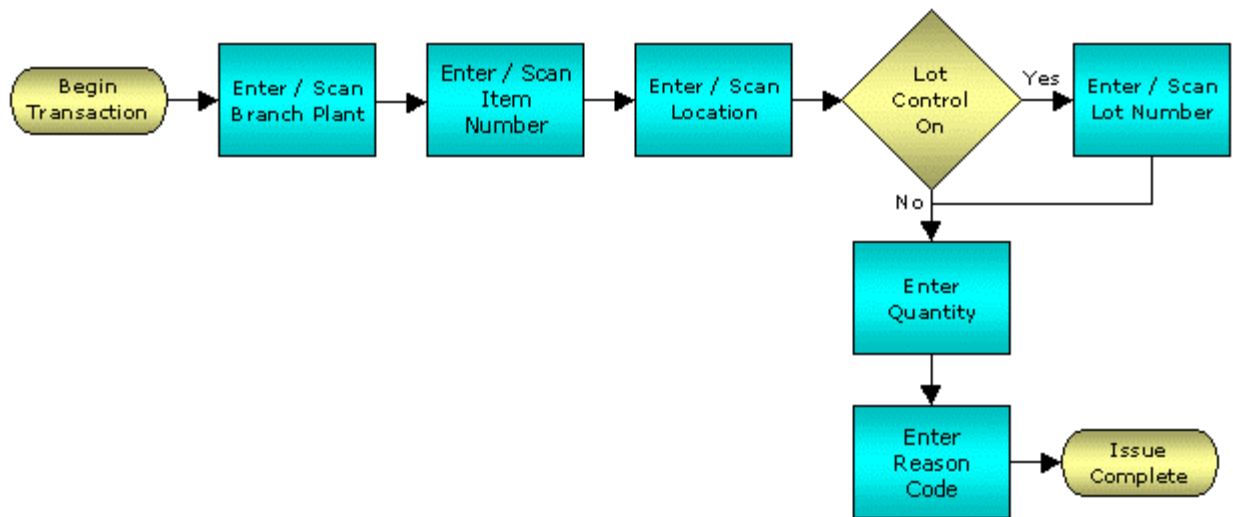 Begin
Transaction
Enter / Scan
Branch Plant
Enter / Scan
Item
Number
Enter / Scan
Location
Lot
Control
On
Yes
Enter / Scan
Lot Number
No
Enter
Quantity
Enter
Reason
Code
Issue
Complete